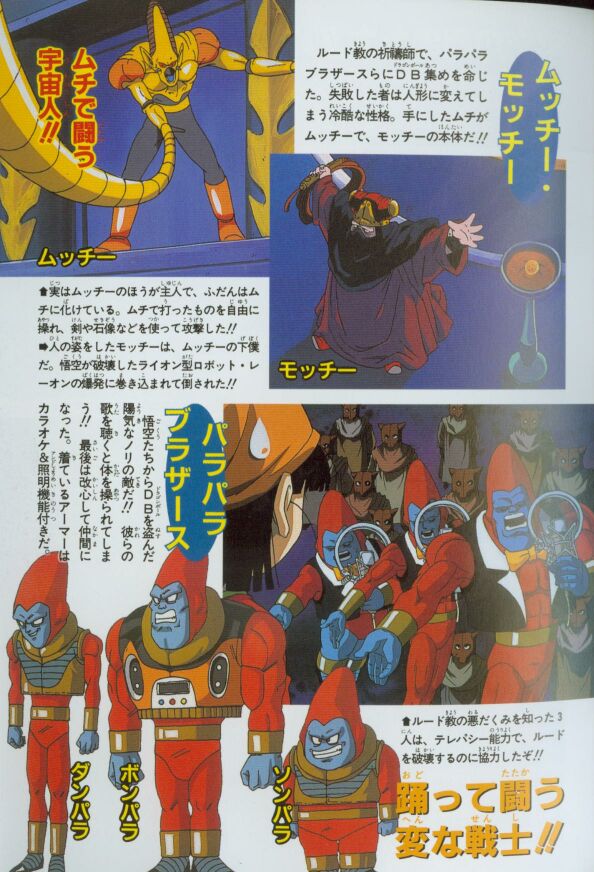 ムッチー・
モッチー
ルード教の祈祷師で、パラパラ
ブラザースらにDB集めを命じ
た。失敗した者は人形に変えてし
まう冷酷な性格。手にしたムチが
ムッチーで、モッチーの本体だ!!
ムチで闘う
宇宙人!!
ムッチー
⬆実はムッチーのほうが主人で、ふだんはム
チに化けている。ムチで打ったものを自由に
操れ、剣や石像などを使って攻撃した!!
➡人の姿をしたモッチーは、ムッチーの下僕
だ。悟空が破壊したライオン型ロボット・レ
ーオンの爆発に巻き込まれて倒された!!
モッチー
パラパラ
ブラザース
悟空たちからDBを盗んだ
陽気なノリの敵だ!! 彼らの
歌を聴くと体を操られてしま
う!! 最後は改心して仲間に
なった。着ているアーマーは
カラオケ&照明機能付きだ。
ダンパラ
ボンパラ
ソンパラ
⬆ルード教の悪だくみを知った3
人は、テレパシー能力で、ルード
を破壊するのに協力したぞ!!
踊って闘う
変な戦士!!